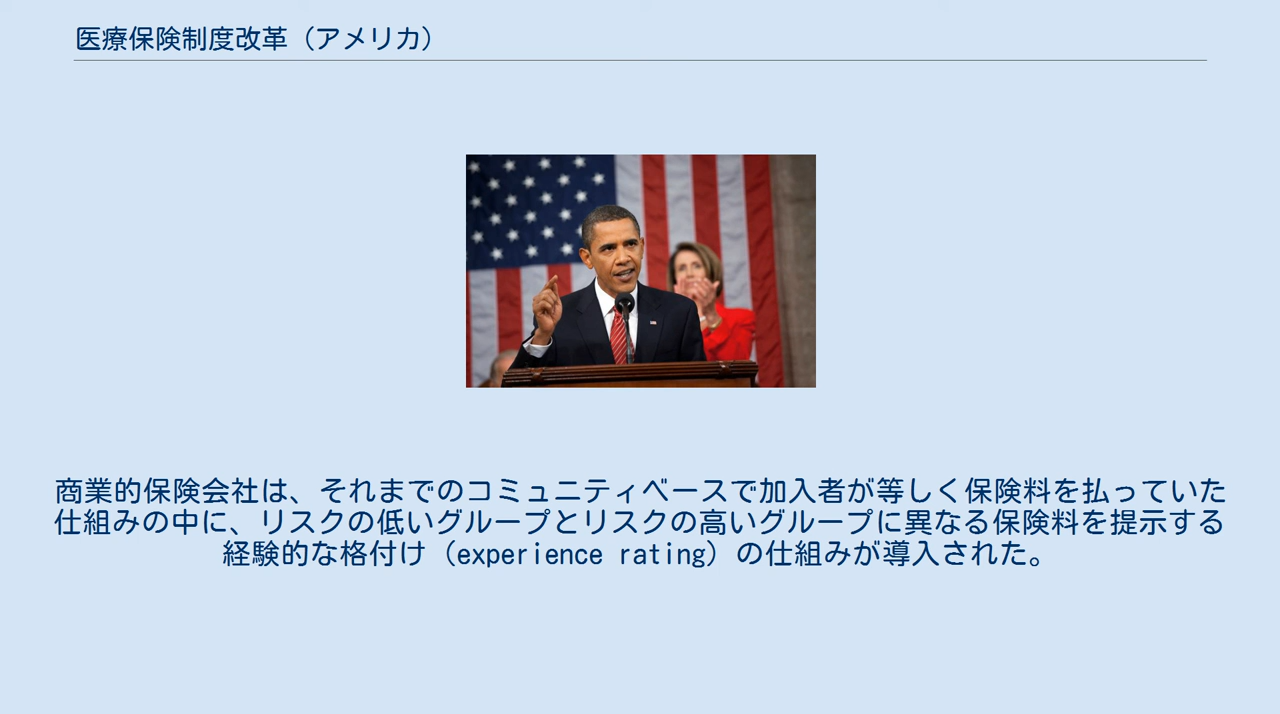 医療保険制度改革（アメリカ）
商業的保険会社は、それまでのコミュニティベースで加入者が等しく保険料を払っていた
仕組みの中に、リスクの低いグループとリスクの高いグループに異なる保険料を提示する
経験的な格付け（experience rating）の仕組みが導入された。